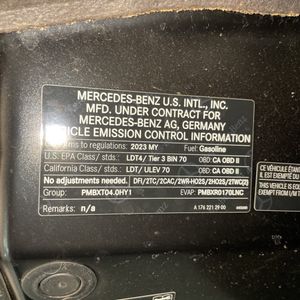 MERCEDES-BENZ U.S. INTL., INC.
MFD. UNDER CONTRACT FOR
MERCEDES-BENZ AG, GERMANY
VEHICLE EMISSION CONTROL INFORMATION
Conforms to regulations: 2023 MY Fuel: Gasoline
U.S. EPA Class / stds.: LDT4 / Tier 3 BIN 70 OBD: CA OBD II
California Class / stds.: LDT / ULEV 70 OBD: CA OBD II
No adjustments needed. DFI/2TC/2CAC/2WR-HO2S/2HO2S/2TWC(2)
Group: PMBXT04.0HY1 EVAP: PMBXR0170LNC
Remarks: n/a A 176 221 29 00
CE VÉHICULE